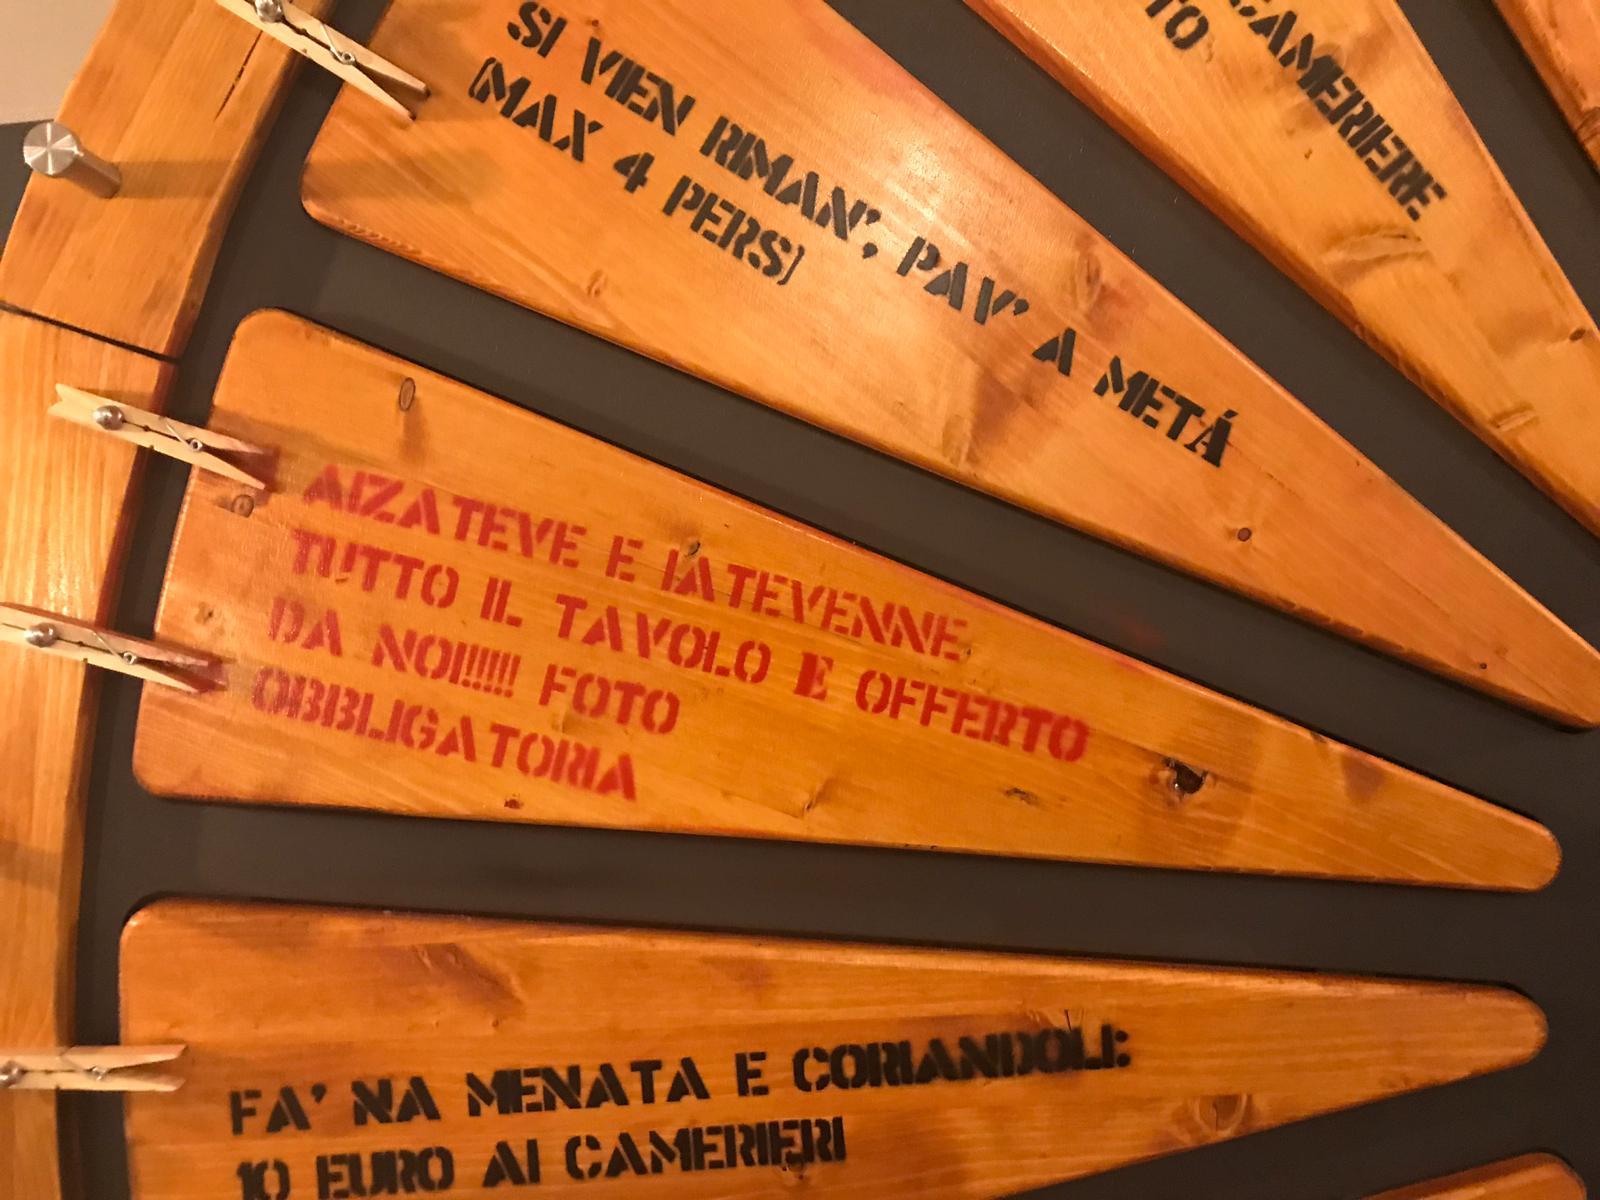 CAMERIERE
TO
SI VIEN RIMAN', PAV' A METÁ
(MAX 4 PERS)
AIZATEVE E IATEVENNE
TUTTO IL TAVOLO E OFFERTO
DA NOI!!!!!! FOTO
OBBLIGATORIA
FA' NA MENATA E CORIANDOLI:
10 EURO AI CAMERIERI